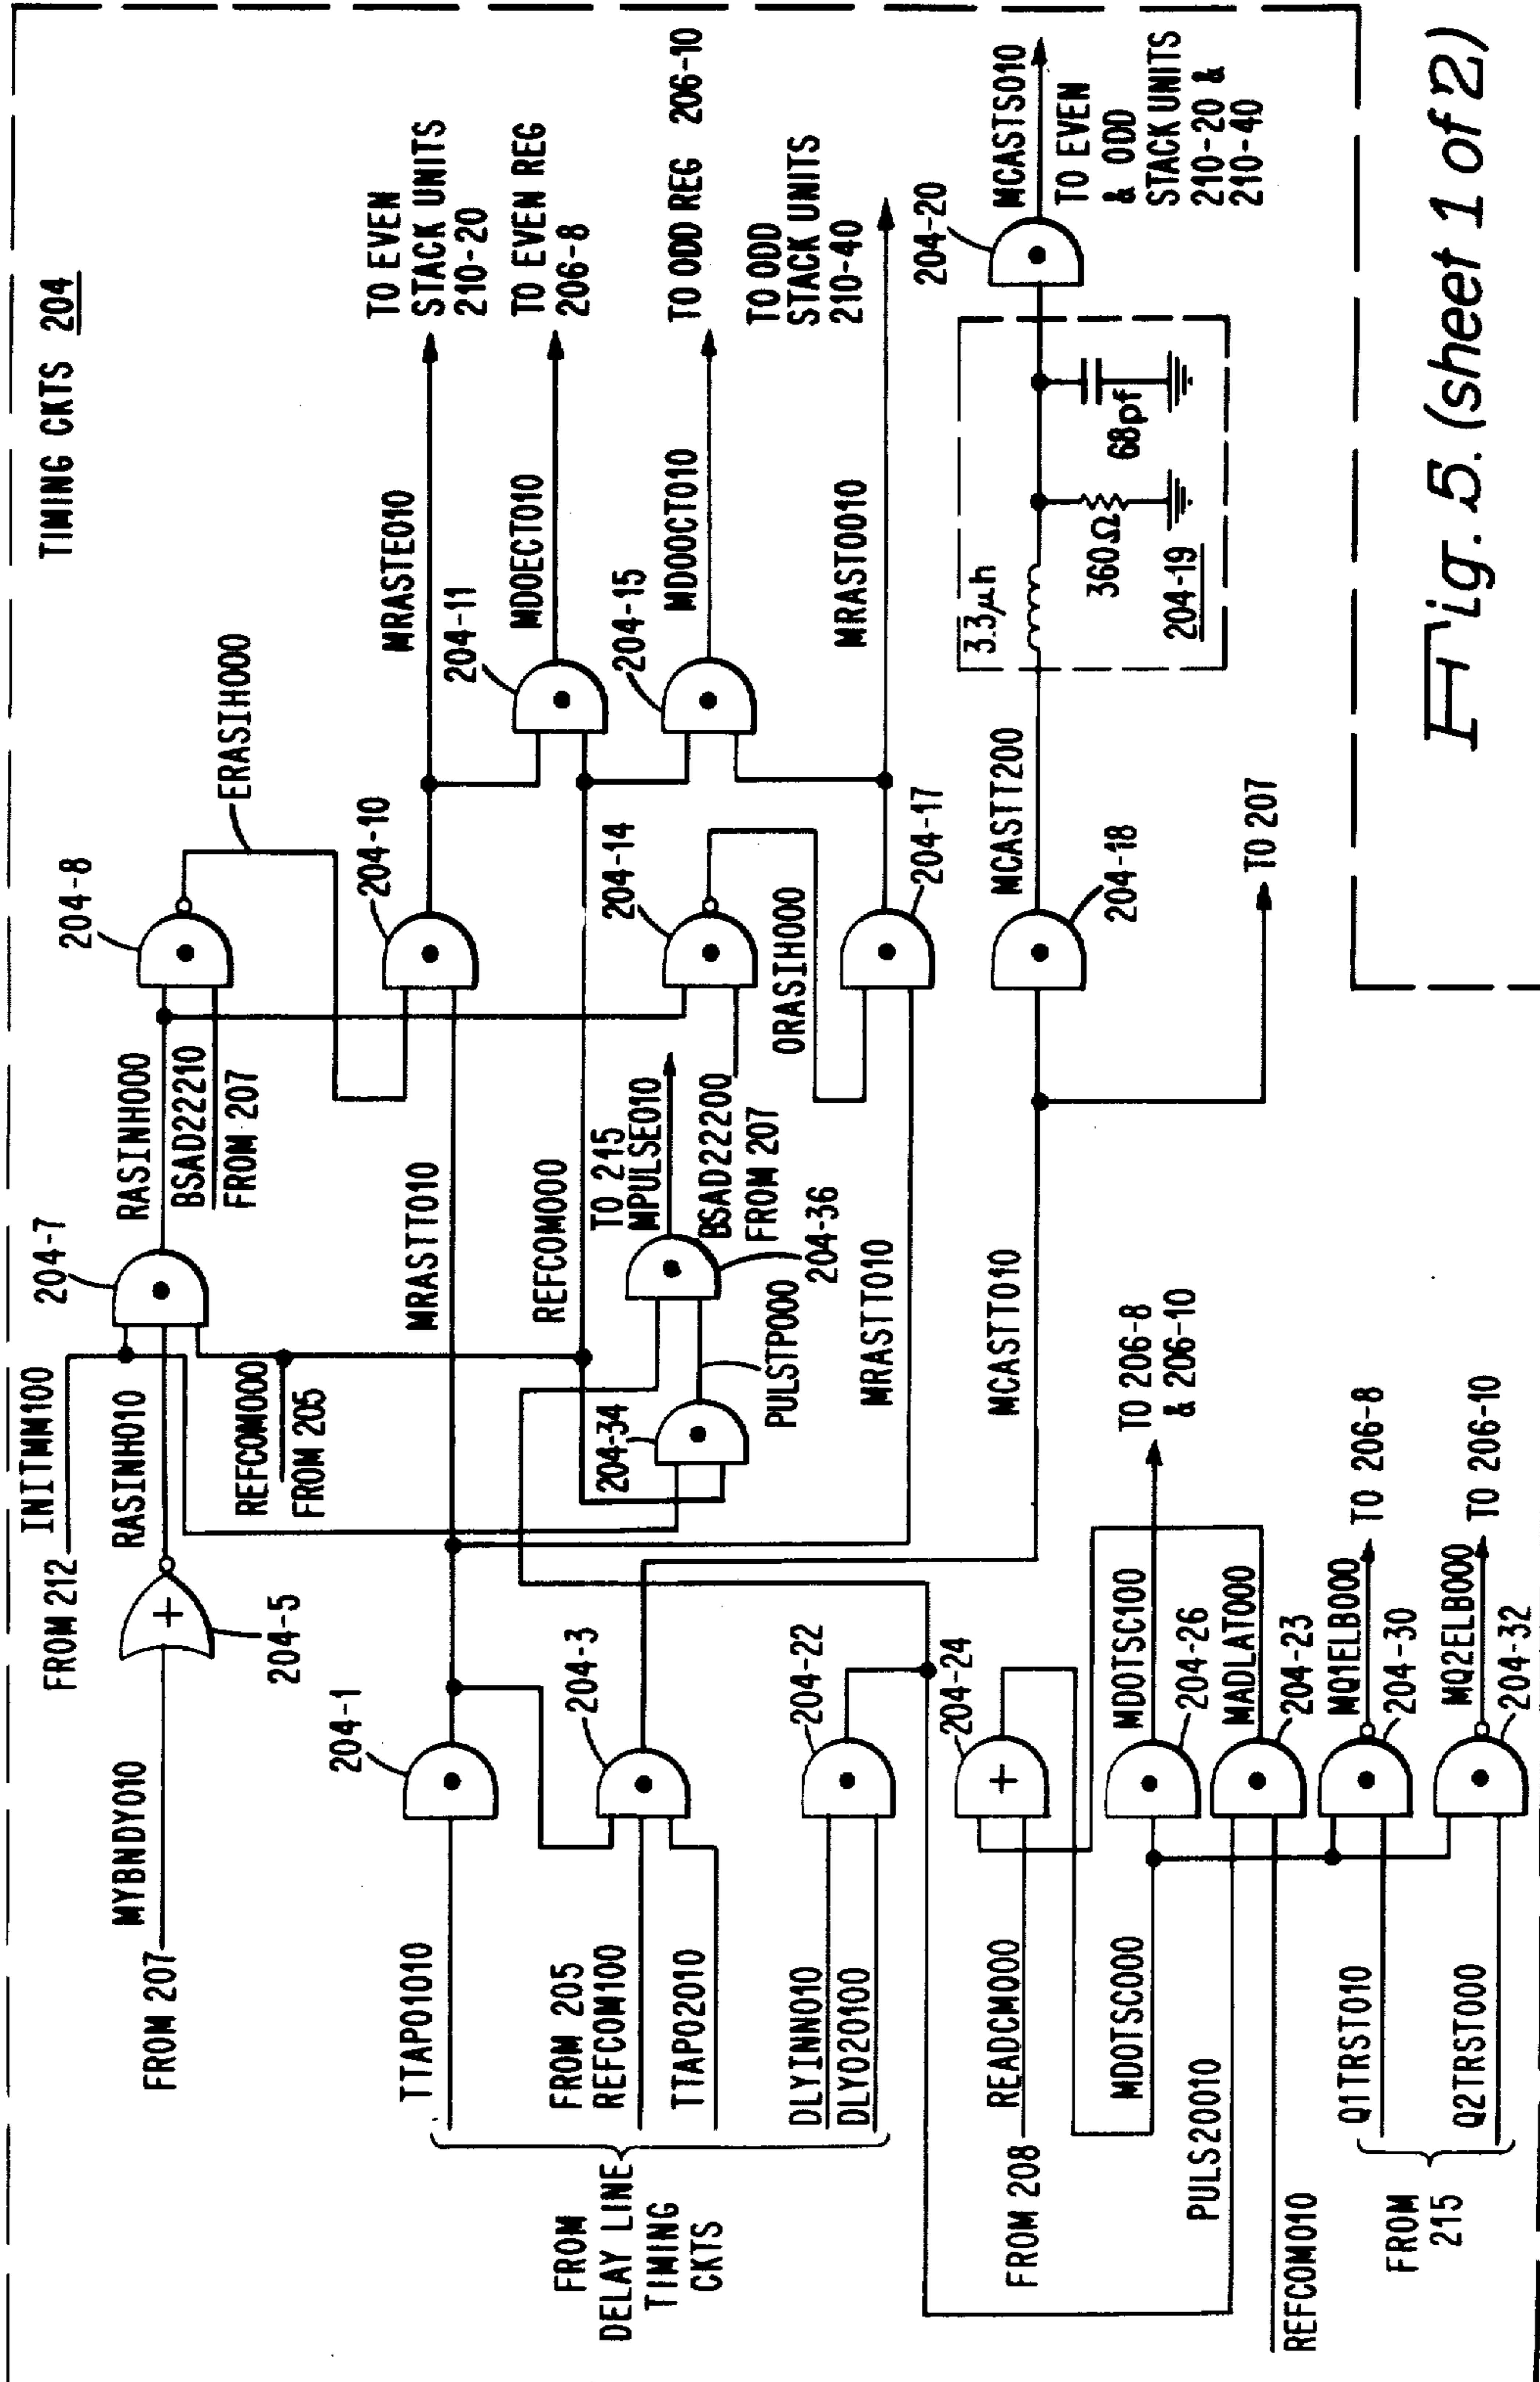 TIMING CKTS 204
FROM 207
MYBNDY010
204-5
FROM 212
INITMM100
RASINH010
REFCOM000
FROM 205
204-7
RASINH000
BSAD22210
FROM 207
204-8
ERASIH000
TTAP01010
204-1
MRASTT010
204-10
MRASTE010
TO EVEN
STACK UNITS
210-20
204-11
MDOECT010
TO EVEN REG
206-8
FROM 205
REFCOM100
TTAP02010
204-3
REFCOM000
204-34
PULSTP000
204-36
TO 215
MPULSE010
BSAD22200
FROM 207
204-14
204-15
MDOOCT010
TO ODD REG 206-10
ORASIH000
MRASTT010
204-17
MRASTO010
TO ODD
STACK UNITS
210-40
DLYINN010
DLYO20100
204-22
FROM
DELAY LINE
TIMING
CKTS
MCASTT010
204-18
MCASTT200
TO 207
3.3μh
360Ω
68pf
204-19
204-20
MCASTS010
TO EVEN
& ODD
STACK UNITS
210-20 &
210-40
READCM000
FROM 208
204-24
MDOTSC000
MDOTSC100
204-26
TO 206-8
& 206-10
PULS20010
REFCOM010
MADLAT000
204-23
Q1TRST010
MQ1ELB000
204-30
TO 206-8
Q2TRST000
MQ2ELB000
204-32
TO 206-10
FROM
215
Fig. 5. (sheet 1 of 2)